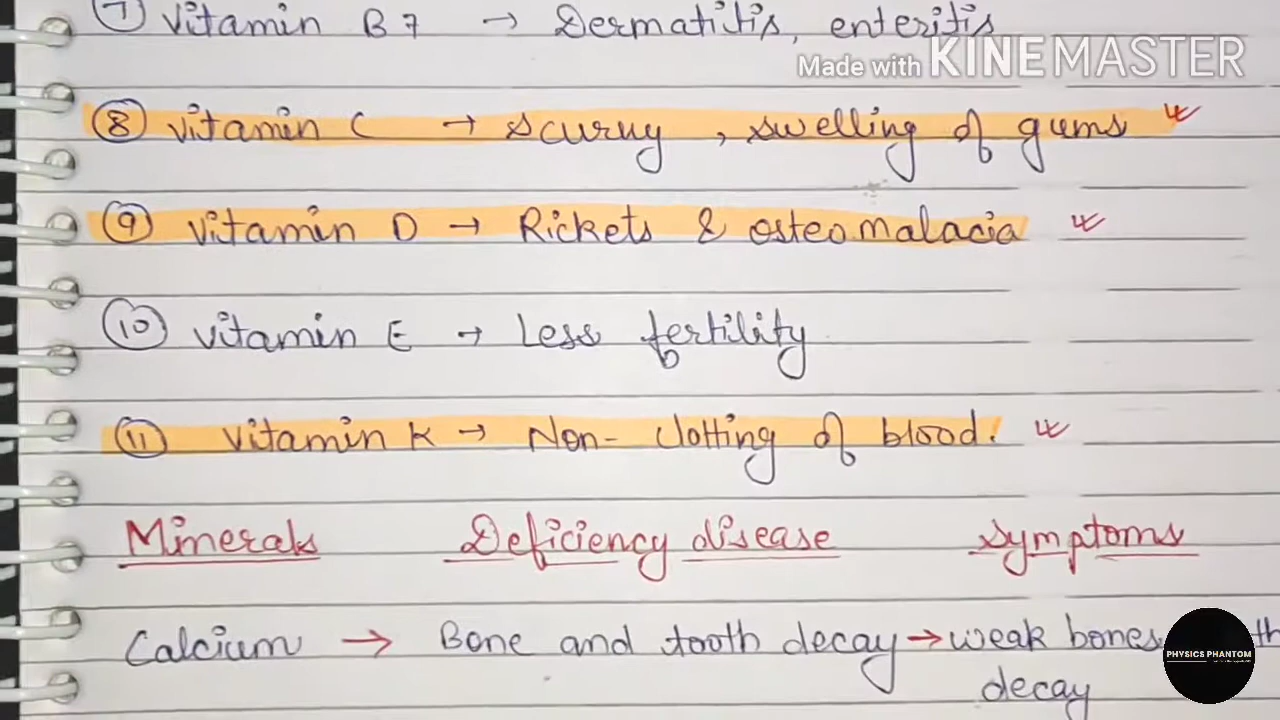 7) Vitamin B7 → Dermatitis, enteritis
Made with KINEMASTER
8 Vitamin C → Scurvy, swelling of gums
9 Vitamin D → Rickets & osteomalacia
10 Vitamin E → Less fertility
11 Vitamin K → Non-Clotting of blood.
Minerals Deficiency disease Symptoms
Calcium → Bone and tooth decay → weak bones, th
PHYSICS PHANTOM
decay